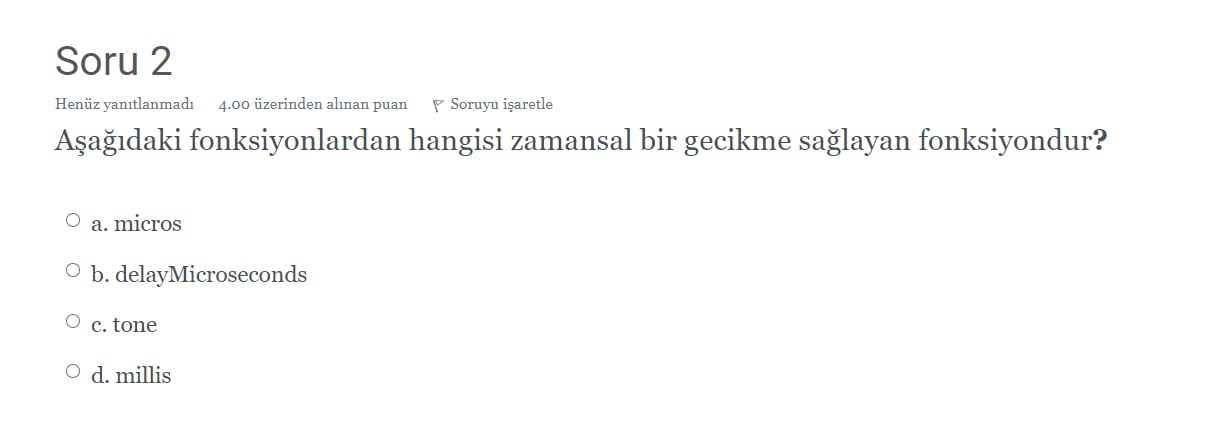 Soru 2
Henüz yanıtlanmadı 4.00 üzerinden alınan puan Soruyu işaretle
Aşağıdaki fonksiyonlardan hangisi zamansal bir gecikme sağlayan fonksiyondur?
a. micros
b. delayMicroseconds
c. tone
d. millis